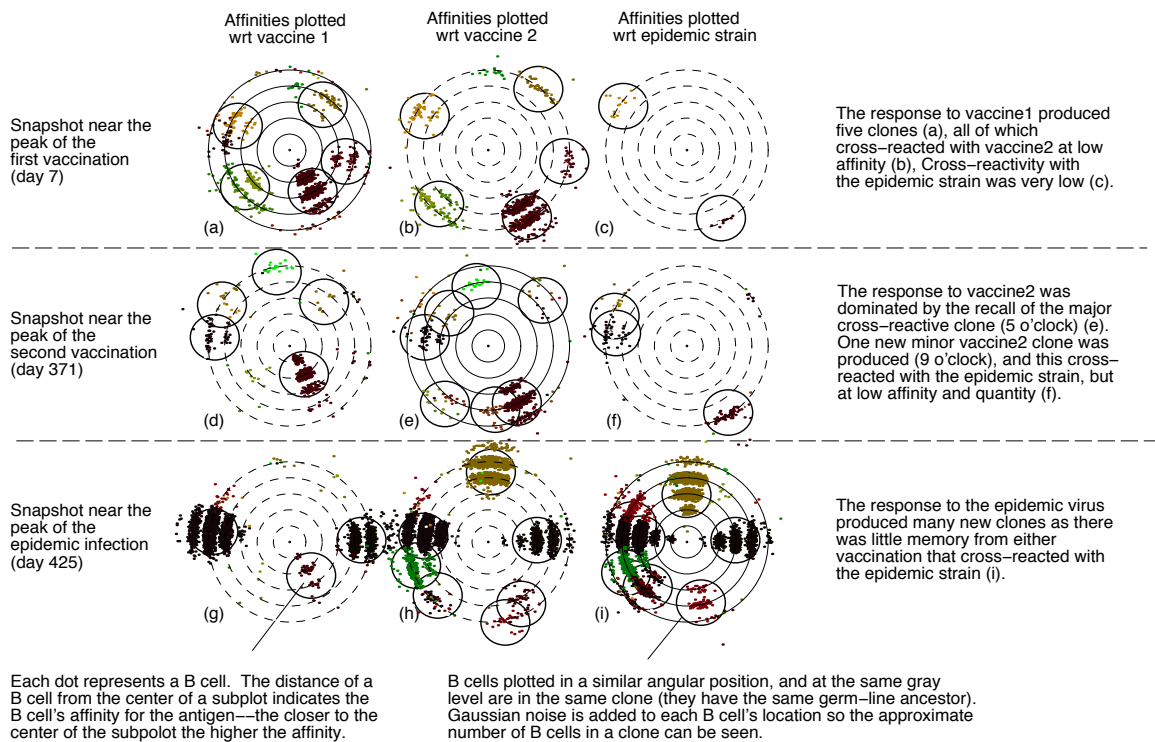 Affinities plotted
wrt vaccine 1
Affinities plotted
wrt vaccine 2
Affinities plotted
wrt epidemic strain
Snapshot near the
peak of the
first vaccination
(day 7)
(a)
(b)
(c)
The response to vaccine1 produced
five clones (a), all of which
cross−reacted with vaccine2 at low
affinity (b), Cross−reactivity with
the epidemic strain was very low (c).
Snapshot near the
peak of the
second vaccination
(day 371)
(d)
(e)
(f)
The response to vaccine2 was
dominated by the recall of the major
cross−reactive clone (5 o'clock) (e).
One new minor vaccine2 clone was
produced (9 o'clock), and this cross−
reacted with the epidemic strain, but
at low affinity and quantity (f).
Snapshot near the
peak of the
epidemic infection
(day 425)
(g)
(h)
(i)
The response to the epidemic virus
produced many new clones as there
was little memory from either
vaccination that cross−reacted with
the epidemic strain (i).
Each dot represents a B cell. The distance of a
B cell from the center of a subplot indicates the
B cell's affinity for the antigen−−the closer to the
center of the subpolot the higher the affinity.
B cells plotted in a similar angular position, and at the same gray
level are in the same clone (they have the same germ−line ancestor).
Gaussian noise is added to each B cell's location so the approximate
number of B cells in a clone can be seen.